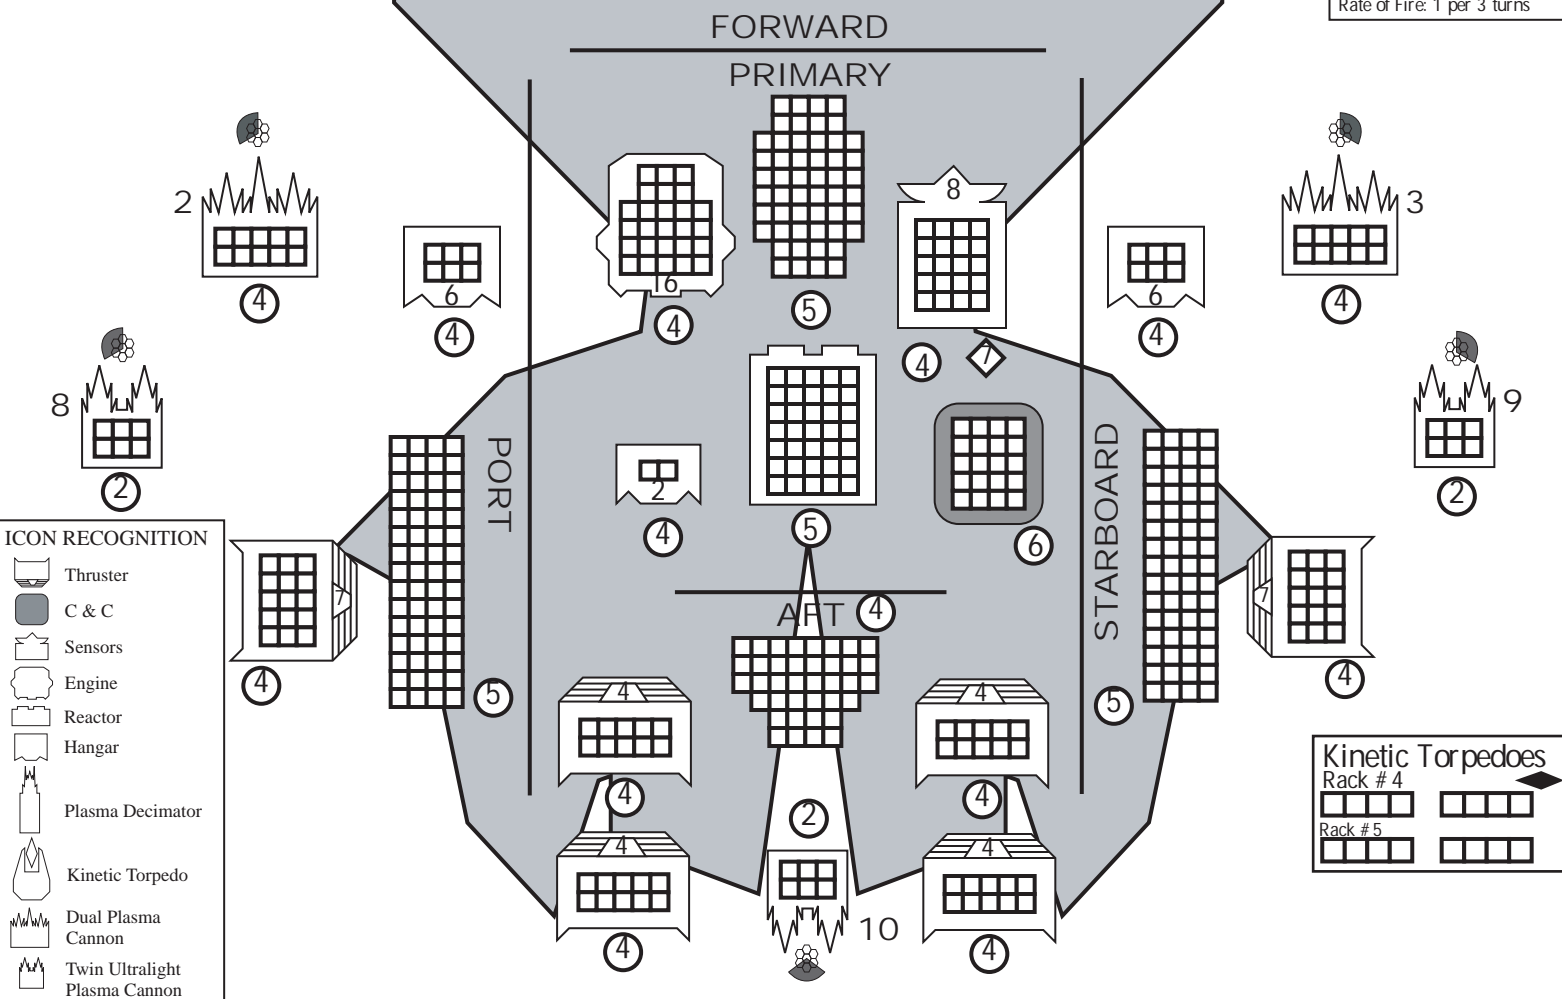 Rate of Fire: 1 per 3 turns
FORWARD
PRIMARY
8
2
3
6
16
6
4
5
4
4
4
4
4
7
8
9
PORT
STARBOARD
2
2
2
4
5
6
ICON RECOGNITION
Thruster
C & C
Sensors
Engine
Reactor
Hangar
Plasma Decimator
Kinetic Torpedo
Dual Plasma
Cannon
Twin Ultralight
Plasma Cannon
7
7
AFT
4
4
4
5
5
4
4
Kinetic Torpedoes
Rack # 4
Rack # 5
4
4
2
4
4
10
4
4